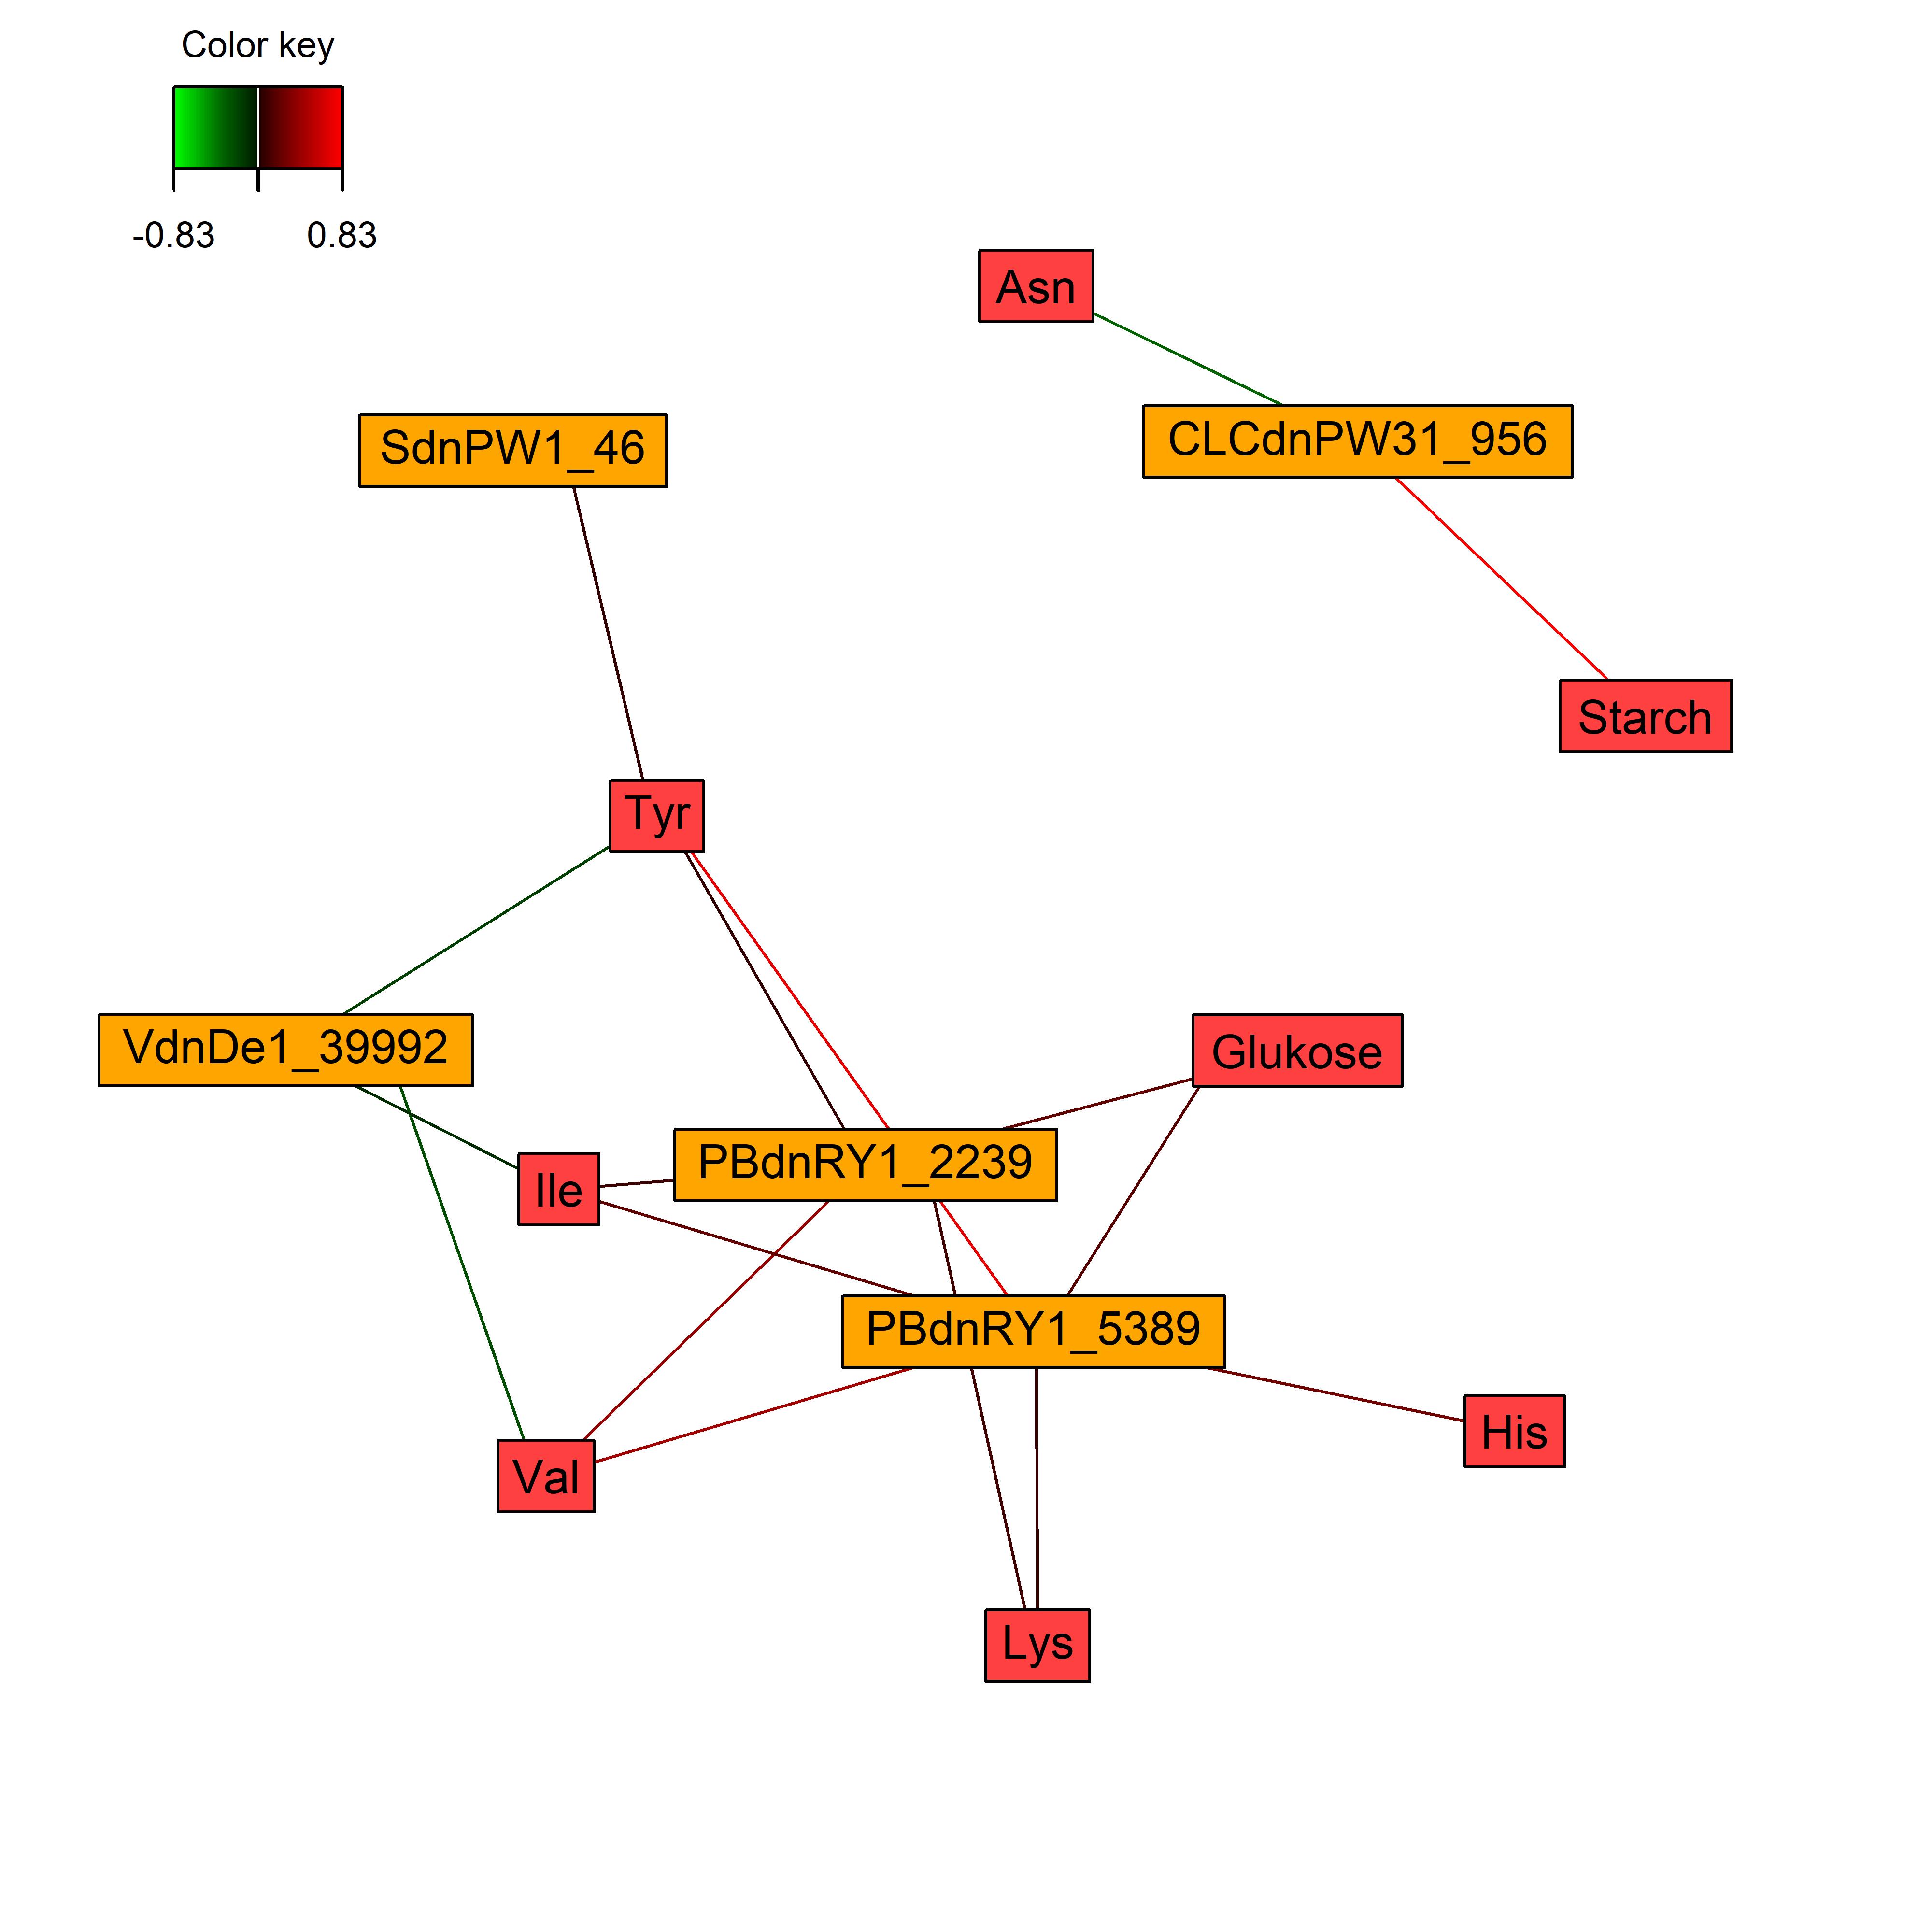 Color key
-0.83 0.83
Asn
SdnPW1_46
CLCdnPW31_956
Starch
Tyr
VdnDe1_39992
Glukose
PBdnRY1_2239
Ile
PBdnRY1_5389
His
Val
Lys